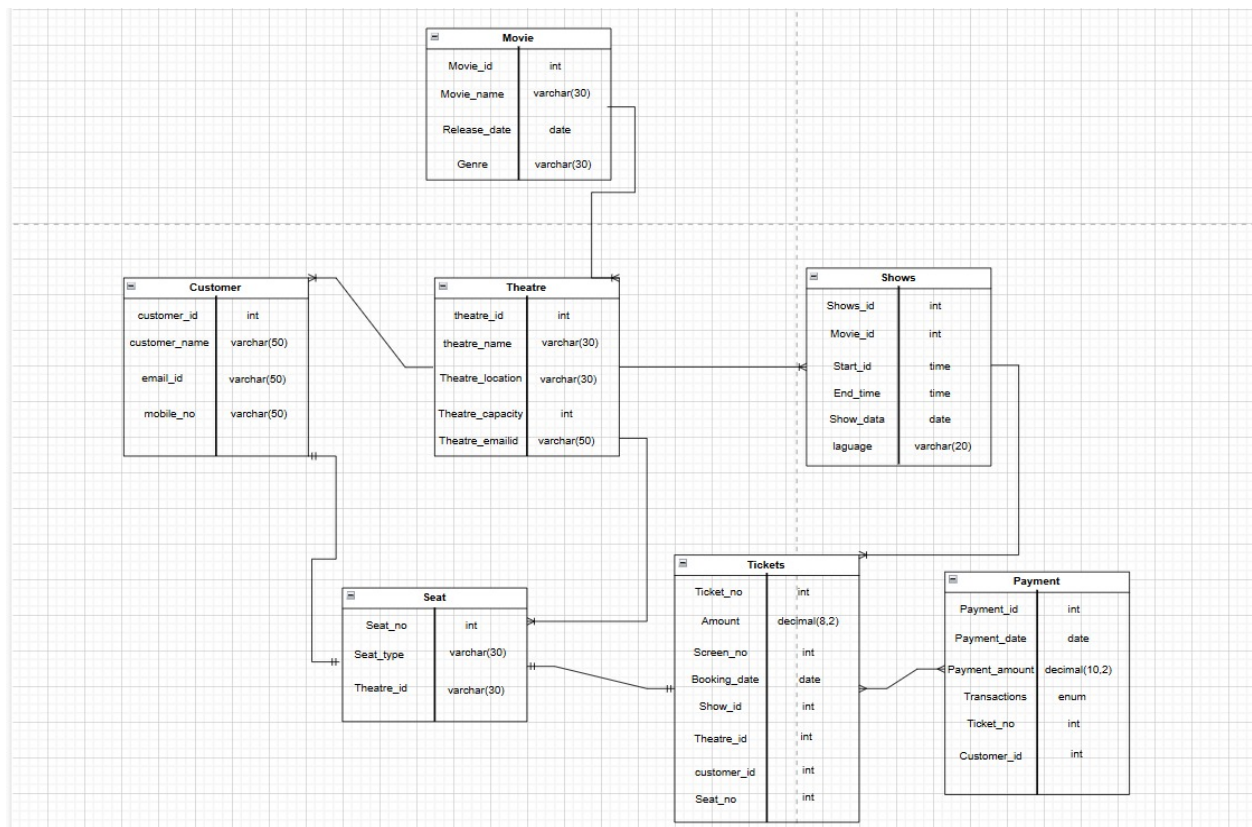 Movie
Movie_id int
Movie_name varchar(30)
Release_date date
Genre varchar(30)
Customer
customer_id int
customer_name varchar(50)
email_id varchar(50)
mobile_no varchar(50)
Theatre
theatre_id int
theatre_name varchar(30)
Theatre_location varchar(30)
Theatre_capacity int
Theatre_emailid varchar(50)
Shows
Shows_id int
Movie_id int
Start_id time
End_time time
Show_data date
laguage varchar(20)
Seat
Seat_no int
Seat_type varchar(30)
Theatre_id varchar(30)
Tickets
Ticket_no int
Amount decimal(8,2)
Screen_no int
Booking_date date
Show_id int
Theatre_id int
customer_id int
Seat_no int
Payment
Payment_id int
Payment_date date
Payment_amount decimal(10,2)
Transactions enum
Ticket_no int
Customer_id int